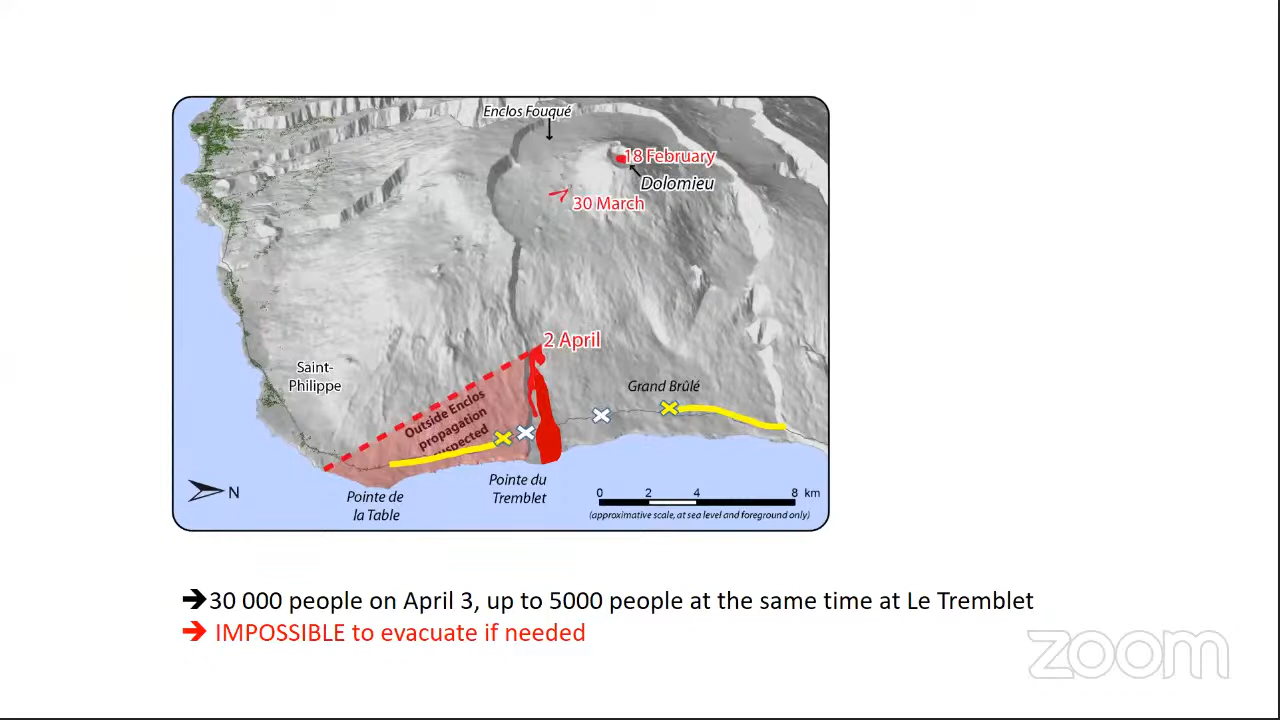 Enclos Fouqué
18 February
Dolomieu
30 March
2 April
Saint-
Philippe
Grand Brûlé
Outside Enclos
propagation
Pointe du
Tremblet
Pointe de
la Table
N
0 2 4 8 km
(approximative scale, at sea level and foreground only)
➔30 000 people on April 3, up to 5000 people at the same time at Le Tremblet
➔ IMPOSSIBLE to evacuate if needed
zoom